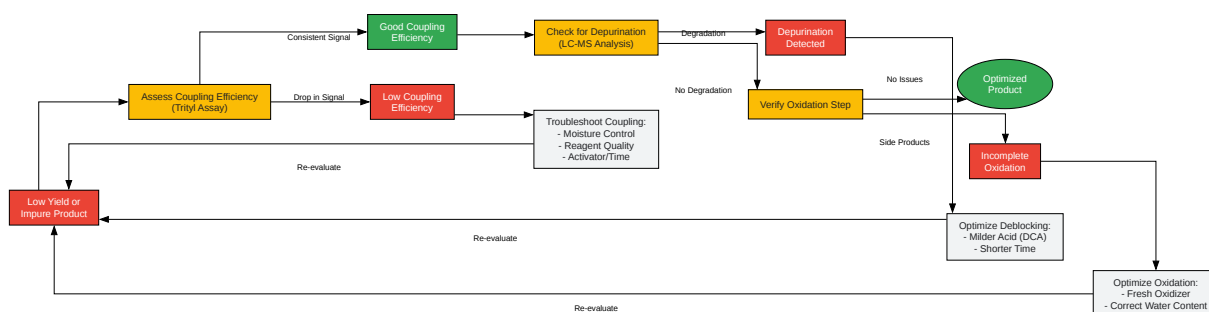 Good Coupling
Efficiency
Consistent Signal
Check for Depurination
(LC-MS Analysis)
Degradation
Depurination
Detected
Assess Coupling Efficiency
(Trityl Assay)
Drop in Signal
Low Coupling
Efficiency
No Degradation
Verify Oxidation Step
No Issues
Optimized
Product
Troubleshoot Coupling:
- Moisture Control
- Reagent Quality
- Activator/Time
Side Products
Incomplete
Oxidation
Re-evaluate
Low Yield or
Impure Product
Optimize Deblocking:
- Milder Acid (DCA)
- Shorter Time
Re-evaluate
Optimize Oxidation:
- Fresh Oxidizer
- Correct Water Content
Re-evaluate